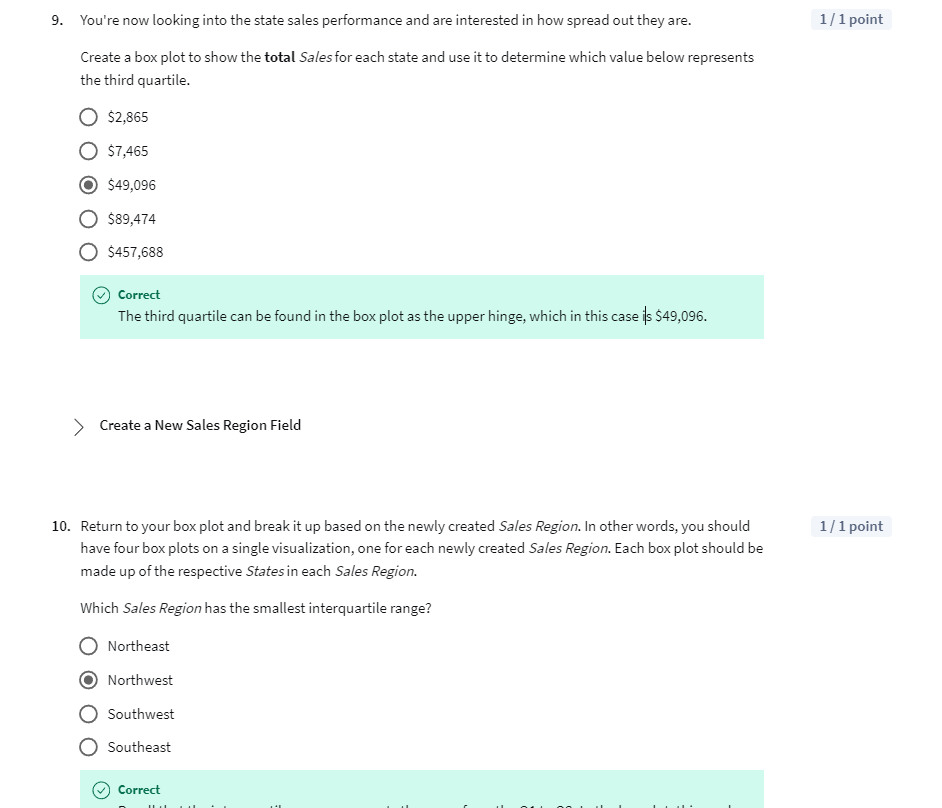 9. You're now looking into the state sales performance and are interested in how spread out they are.
1 / 1 point
Create a box plot to show the total Sales for each state and use it to determine which value below represents
the third quartile.
$2,865
$7,465
$49,096
$89,474
$457,688
Correct
The third quartile can be found in the box plot as the upper hinge, which in this case is $49,096.
Create a New Sales Region Field
10. Return to your box plot and break it up based on the newly created Sales Region. In other words, you should
1 / 1 point
have four box plots on a single visualization, one for each newly created Sales Region. Each box plot should be
made up of the respective States in each Sales Region.
Which Sales Region has the smallest interquartile range?
Northeast
Northwest
Southwest
Southeast
Correct